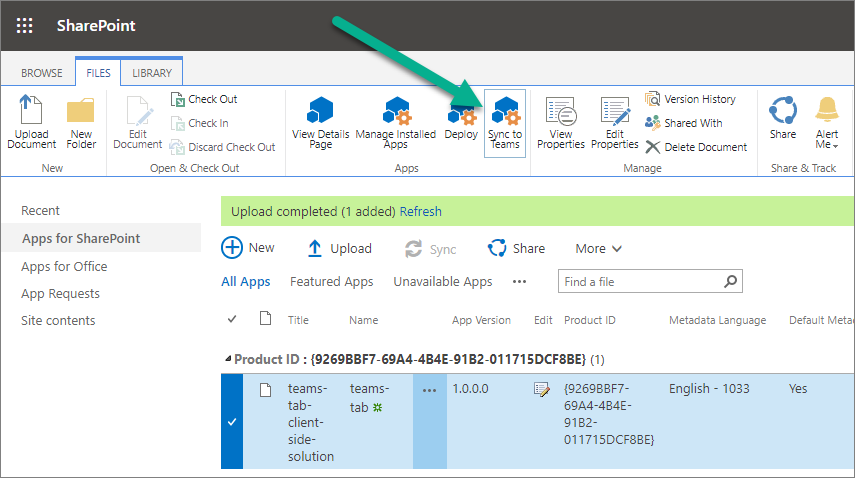 SharePoint
BROWSE FILES LIBRARY
Upload Document
New Folder
New
Edit Document
Check Out
Check In
Discard Check Out
Open & Check Out
View Details Page
Manage Installed Apps
Deploy
Sync to Teams
Apps
View Properties
Edit Properties
Version History
Shared With
Delete Document
Manage
Share
Alert Me
Share & Track
Recent
Apps for SharePoint
Apps for Office
App Requests
Site contents
Upload completed (1 added) Refresh
New Upload Sync Share More
All Apps Featured Apps Unavailable Apps ••• Find a file
Title Name App Version Edit Product ID Metadata Language Default Metad
Product ID : {9269BBF7-69A4-4B4E-91B2-011715DCF8BE} (1)
teams-tab-client-side-solution
teams-tab
•••
1.0.0.0
{9269BBF7-69A4-4B4E-91B2-011715DCF8BE}
English - 1033
Yes